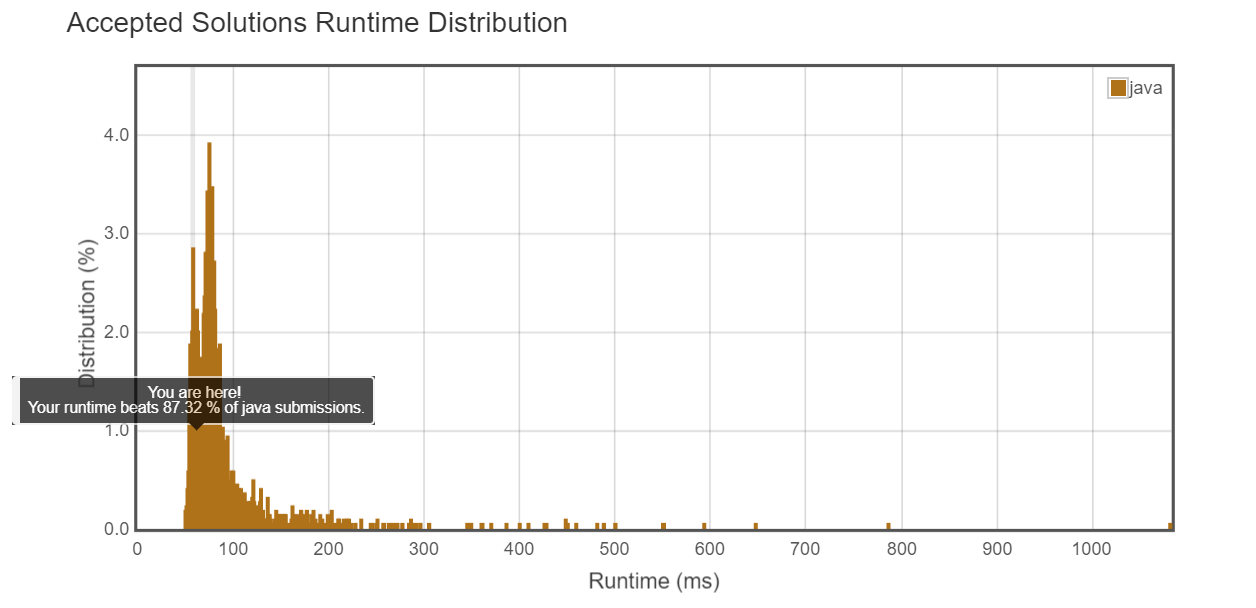 Accepted Solutions Runtime Distribution
java
4.0
3.0
2.0
1.0
0.0
Distribution (%)
You are here!
Your runtime beats 87.32 % of java submissions.
0 100 200 300 400 500 600 700 800 900 1000
Runtime (ms)